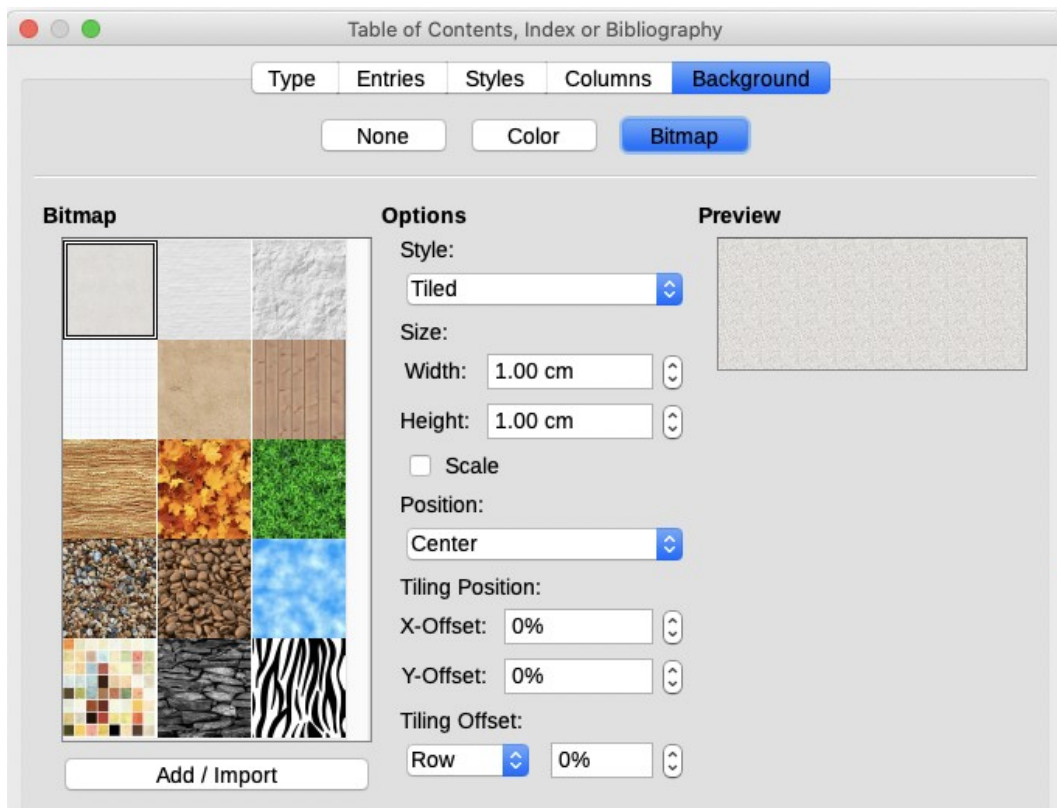 Table of Contents, Index or Bibliography
Type Entries Styles Columns Background
None Color Bitmap
Bitmap
Options
Style:
Tiled
Size:
Width: 1.00 cm
Height: 1.00 cm
Scale
Position:
Center
Tiling Position:
X-Offset: 0%
Y-Offset: 0%
Tiling Offset:
Row 0%
Preview
Add / Import